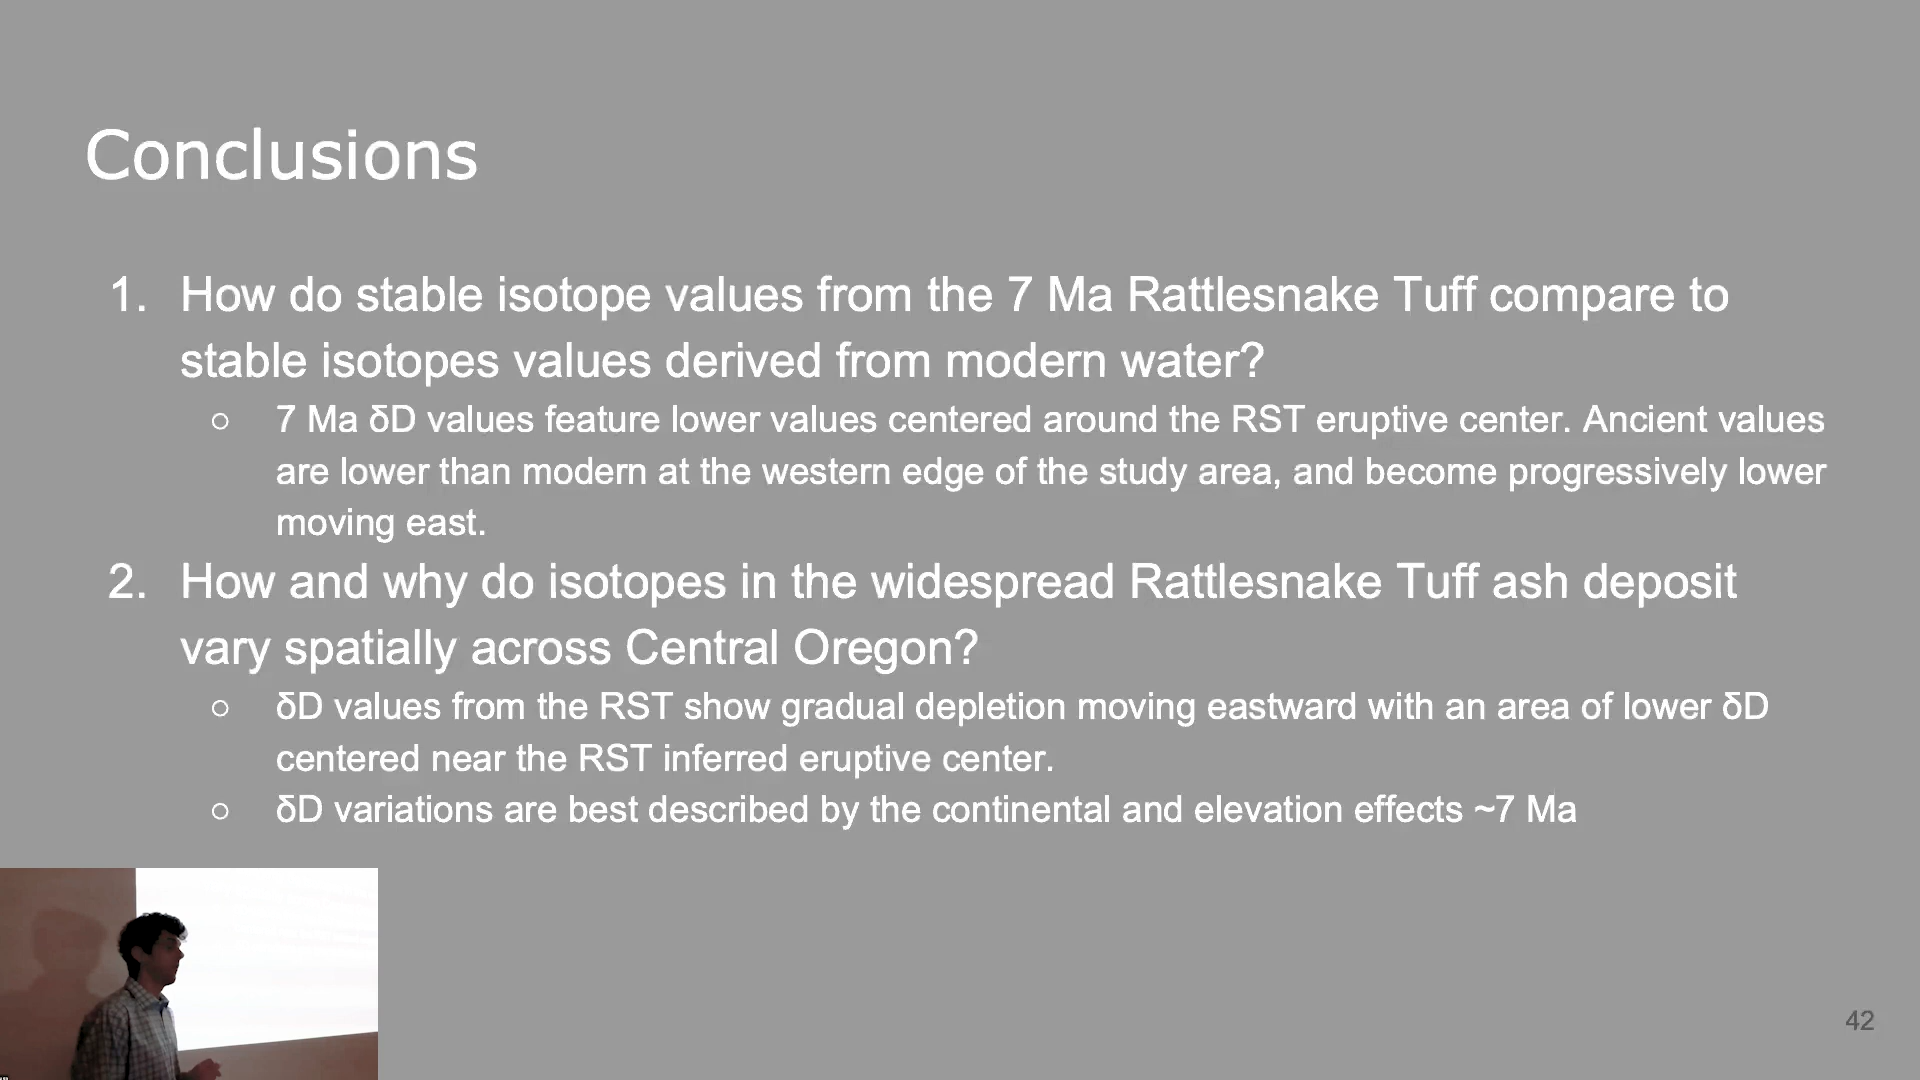 Conclusions
1. How do stable isotope values from the 7 Ma Rattlesnake Tuff compare to
stable isotopes values derived from modern water?
○ 7 Ma δD values feature lower values centered around the RST eruptive center. Ancient values
are lower than modern at the western edge of the study area, and become progressively lower
moving east.
2. How and why do isotopes in the widespread Rattlesnake Tuff ash deposit
vary spatially across Central Oregon?
○ δD values from the RST show gradual depletion moving eastward with an area of lower δD
centered near the RST inferred eruptive center.
○ δD variations are best described by the continental and elevation effects ~7 Ma
42